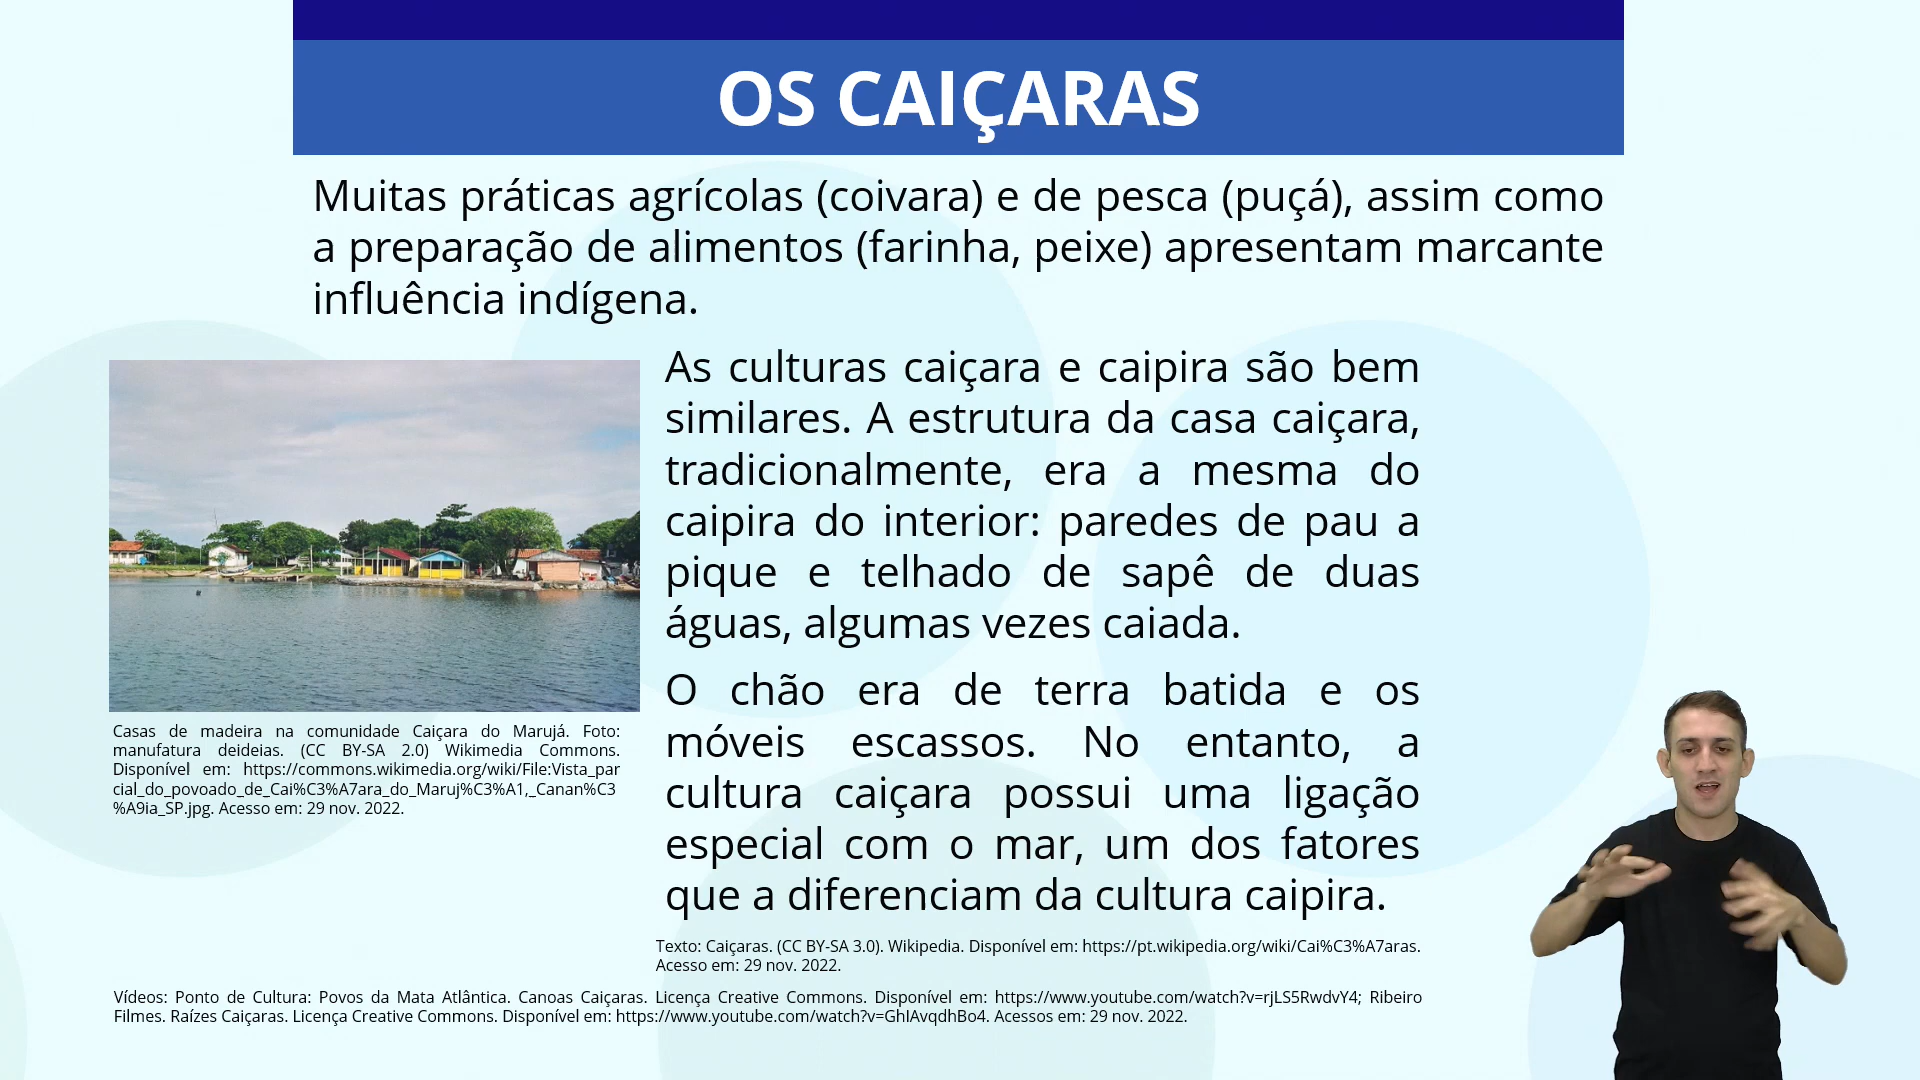 OS CAIÇARAS
Muitas práticas agrícolas (coivara) e de pesca (puçá), assim como
a preparação de alimentos (farinha, peixe) apresentam marcante
influência indígena.
As culturas caiçara e caipira são bem
similares. A estrutura da casa caiçara,
tradicionalmente, era a mesma do
caipira do interior: paredes de pau a
pique e telhado de sapê de duas
águas, algumas vezes caiada.
O chão era de terra batida e os
móveis escassos. No entanto, a
cultura caiçara possui uma ligação
especial com o mar, um dos fatores
que a diferenciam da cultura caipira.
Casas de madeira na comunidade Caiçara do Marujá. Foto:
manufatura deideias. (CC BY-SA 2.0) Wikimedia Commons.
Disponível em: https://commons.wikimedia.org/wiki/File:Vista_par
cial_do_povoado_de_Cai%C3%A7ara_do_Maruj%C3%A1,_Canan%C3
%A9ia_SP.jpg. Acesso em: 29 nov. 2022.
Texto: Caiçaras. (CC BY-SA 3.0). Wikipedia. Disponível em: https://pt.wikipedia.org/wiki/Cai%C3%A7aras.
Acesso em: 29 nov. 2022.
Vídeos: Ponto de Cultura: Povos da Mata Atlântica. Canoas Caiçaras. Licença Creative Commons. Disponível em: https://www.youtube.com/watch?v=rjLS5RwdvY4; Ribeiro
Filmes. Raízes Caiçaras. Licença Creative Commons. Disponível em: https://www.youtube.com/watch?v=GhIAvqdhBo4. Acessos em: 29 nov. 2022.